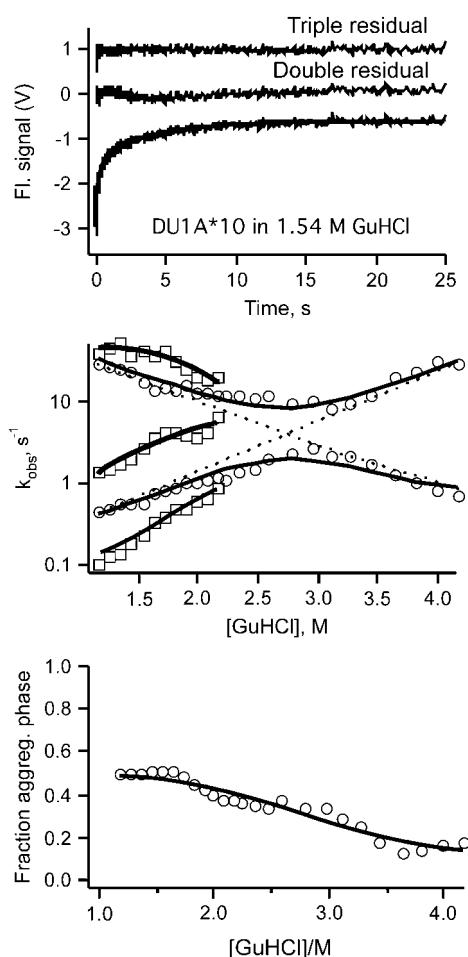 Triple residual
1
Double residual
0
Fl. signal (V)
-1
-2
-3
DU1A*10 in 1.54 M GuHCl
0 5 10 15 20 25
Time, s
10
1
0.1
kobs, s-1
1.5 2.0 2.5 3.0 3.5 4.0
[GuHCl], M
1.0
0.8
0.6
0.4
0.2
0.0
Fraction aggreg. phase
1.0 2.0 3.0 4.0
[GuHCl]/M